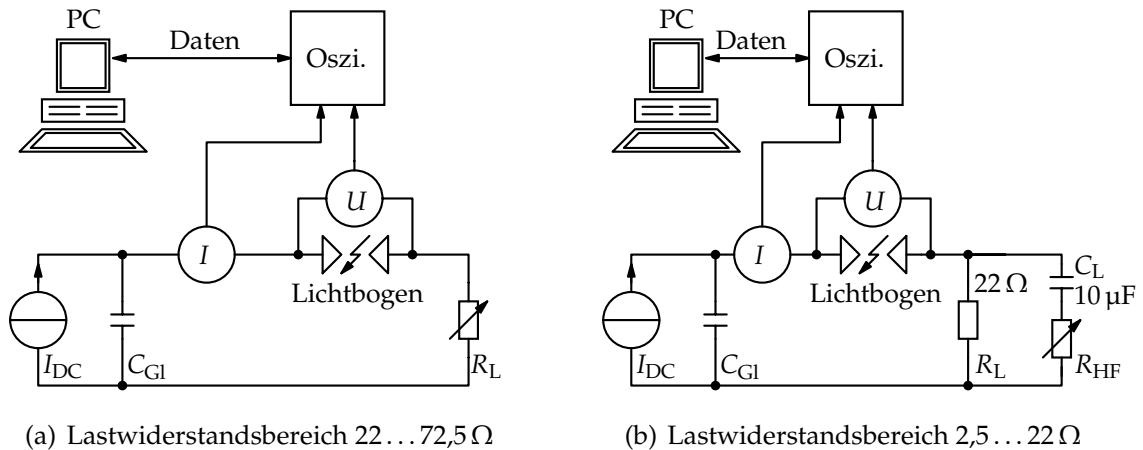 PC
Daten
Oszi.
U
I
Lichtbogen
I_DC
C_Gl
R_L
(a) Lastwiderstandsbereich 22...72,5 Ω
PC
Daten
Oszi.
U
I
Lichtbogen
22 Ω
C_L
10 µF
I_DC
C_Gl
R_L
R_HF
(b) Lastwiderstandsbereich 2,5...22 Ω